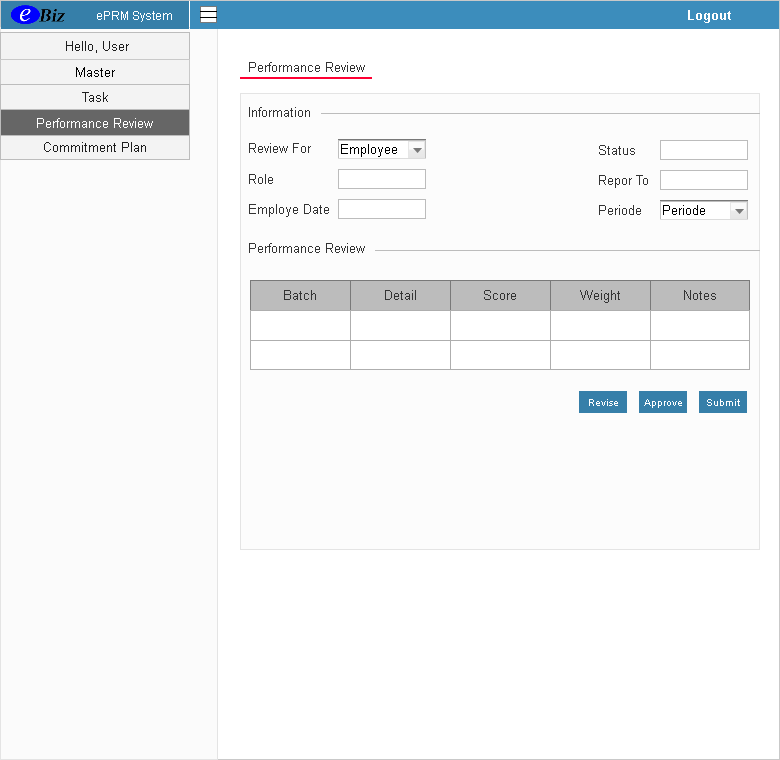 eBiz ePRM System Logout
Hello, User
Master
Task
Performance Review
Commitment Plan
Performance Review
Information
Review For Employee Status
Role Repor To
Employe Date Periode Periode
Performance Review
Batch Detail Score Weight Notes
Revise Approve Submit